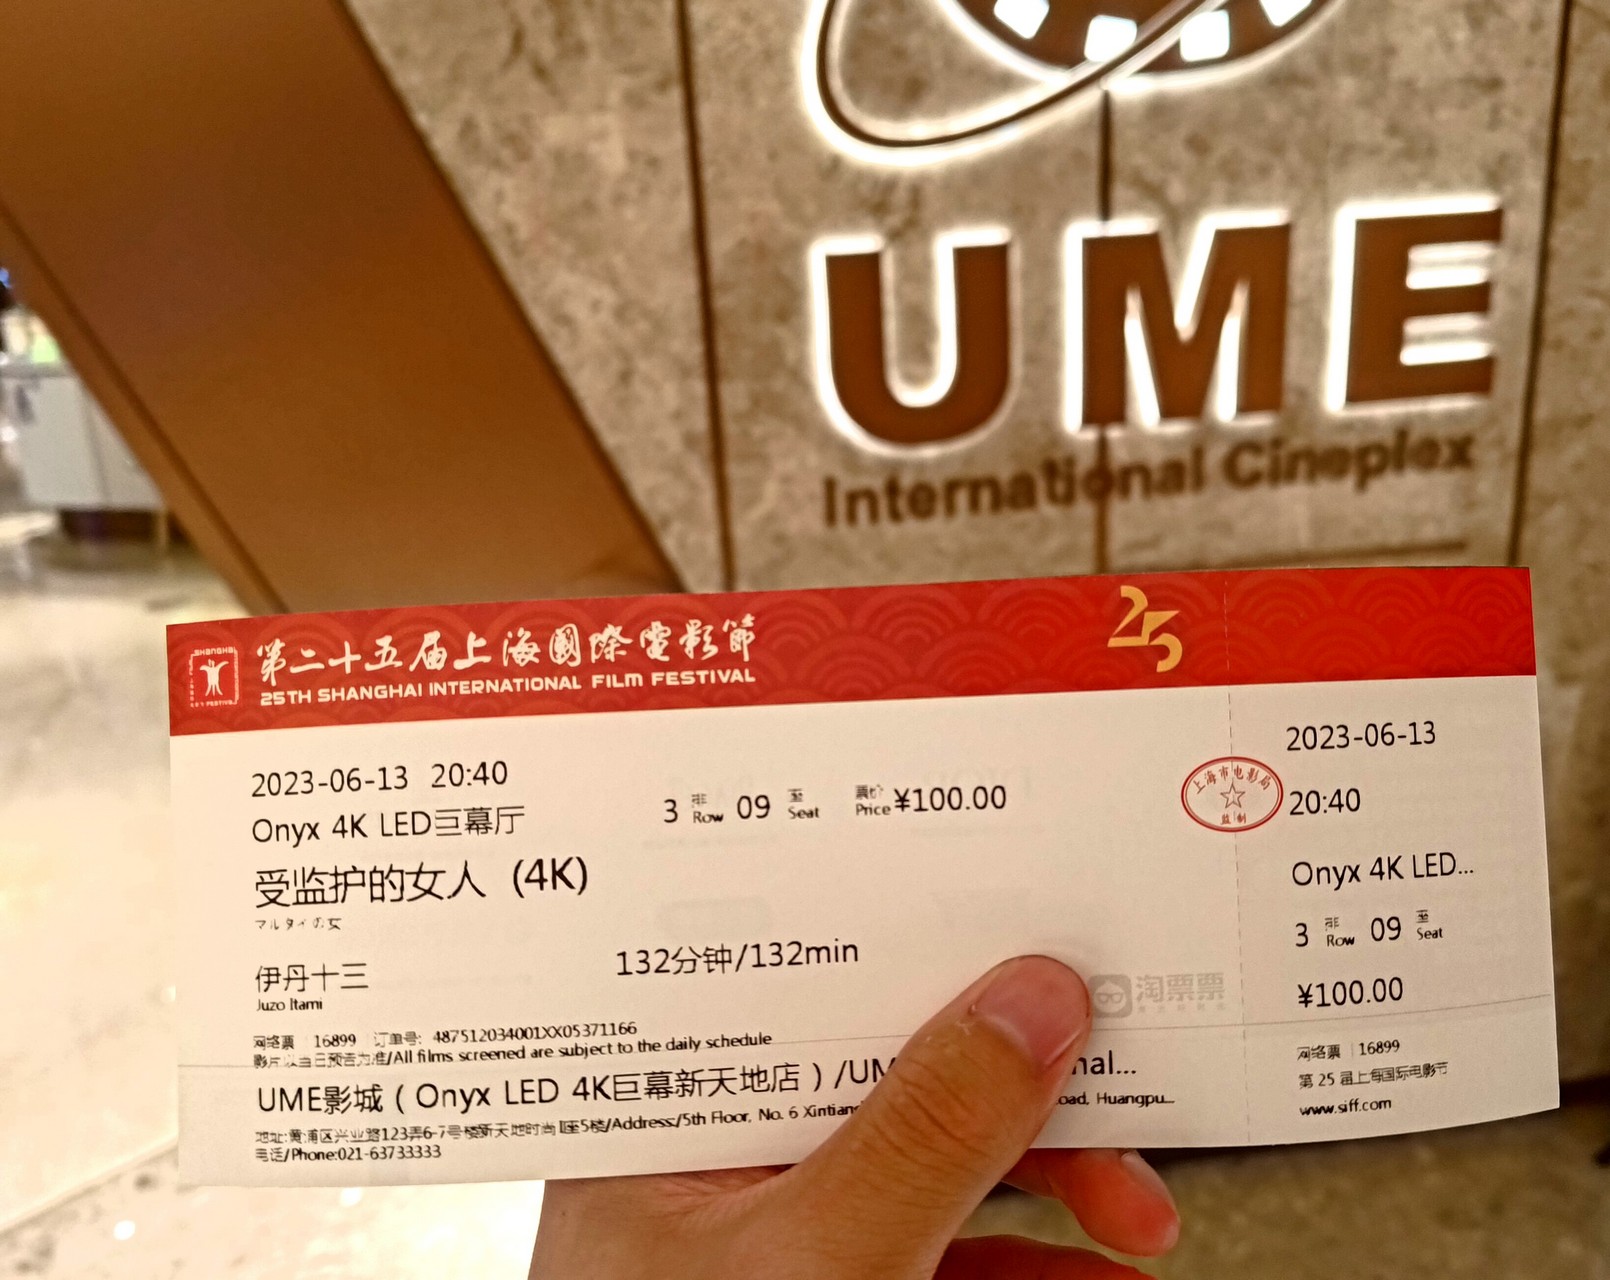 UME
International Cineplex
SHANGHAI
第二十五届上海國際電影節
25TH SHANGHAI INTERNATIONAL FILM FESTIVAL
25
2023-06-13 20:40
Onyx 4K LED巨幕厅
3 排 Row 09 座 Seat 票价 Price ¥100.00
受监护的女人 (4K)
マルタイの女
伊丹十三
Juzo Itami
132分钟/132min
淘票票
网络票 16899 订单号: 487512034001XX05371166
影片以当日预告为准/All films screened are subject to the daily schedule
UME影城(Onyx LED 4K巨幕新天地店)/UM nal...
地址:黄浦区兴业路123弄6-7号楼新天地时尚I座5楼/Address:/5th Floor, No. 6 Xintian oad, Huangpu...
电话/Phone:021-63733333
上海市电影局
监制
2023-06-13
20:40
Onyx 4K LED...
3 排 Row 09 座 Seat
¥100.00
网络票 16899
第 25 届上海国际电影节
www.siff.com